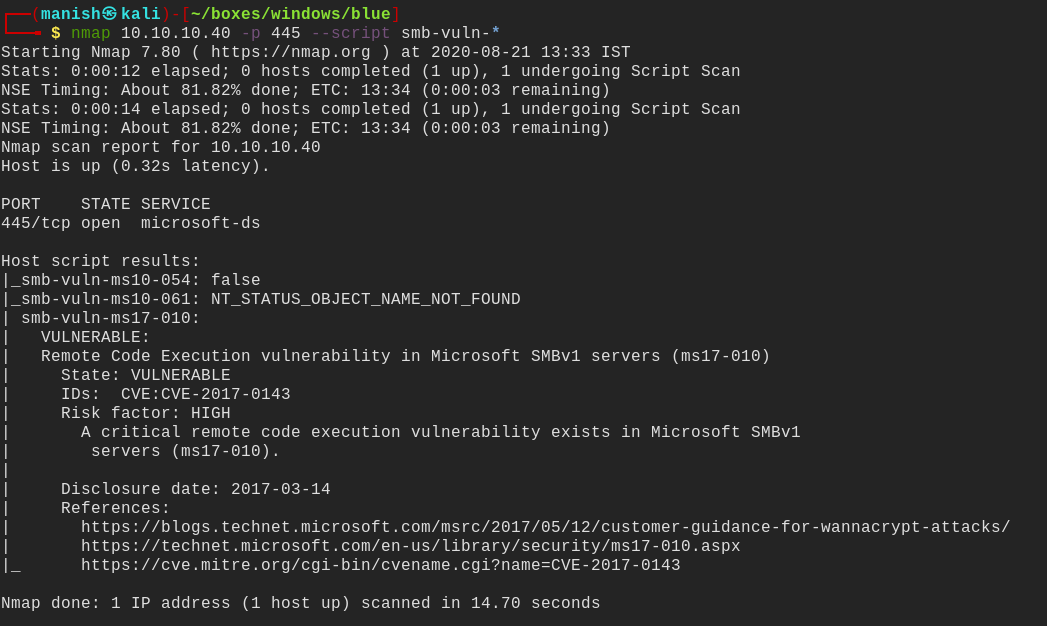 (manish㉿kali)-[~/boxes/windows/blue]
$ nmap 10.10.10.40 -p 445 --script smb-vuln-*
Starting Nmap 7.80 ( https://nmap.org ) at 2020-08-21 13:33 IST
Stats: 0:00:12 elapsed; 0 hosts completed (1 up), 1 undergoing Script Scan
NSE Timing: About 81.82% done; ETC: 13:34 (0:00:03 remaining)
Stats: 0:00:14 elapsed; 0 hosts completed (1 up), 1 undergoing Script Scan
NSE Timing: About 81.82% done; ETC: 13:34 (0:00:03 remaining)
Nmap scan report for 10.10.10.40
Host is up (0.32s latency).

PORT    STATE SERVICE
445/tcp open  microsoft-ds

Host script results:
|_smb-vuln-ms10-054: false
|_smb-vuln-ms10-061: NT_STATUS_OBJECT_NAME_NOT_FOUND
| smb-vuln-ms17-010:
|   VULNERABLE:
|   Remote Code Execution vulnerability in Microsoft SMBv1 servers (ms17-010)
|     State: VULNERABLE
|     IDs:  CVE:CVE-2017-0143
|     Risk factor: HIGH
|       A critical remote code execution vulnerability exists in Microsoft SMBv1
|        servers (ms17-010).
|
|     Disclosure date: 2017-03-14
|     References:
|       https://blogs.technet.microsoft.com/msrc/2017/05/12/customer-guidance-for-wannacrypt-attacks/
|       https://technet.microsoft.com/en-us/library/security/ms17-010.aspx
|_      https://cve.mitre.org/cgi-bin/cvename.cgi?name=CVE-2017-0143

Nmap done: 1 IP address (1 host up) scanned in 14.70 seconds